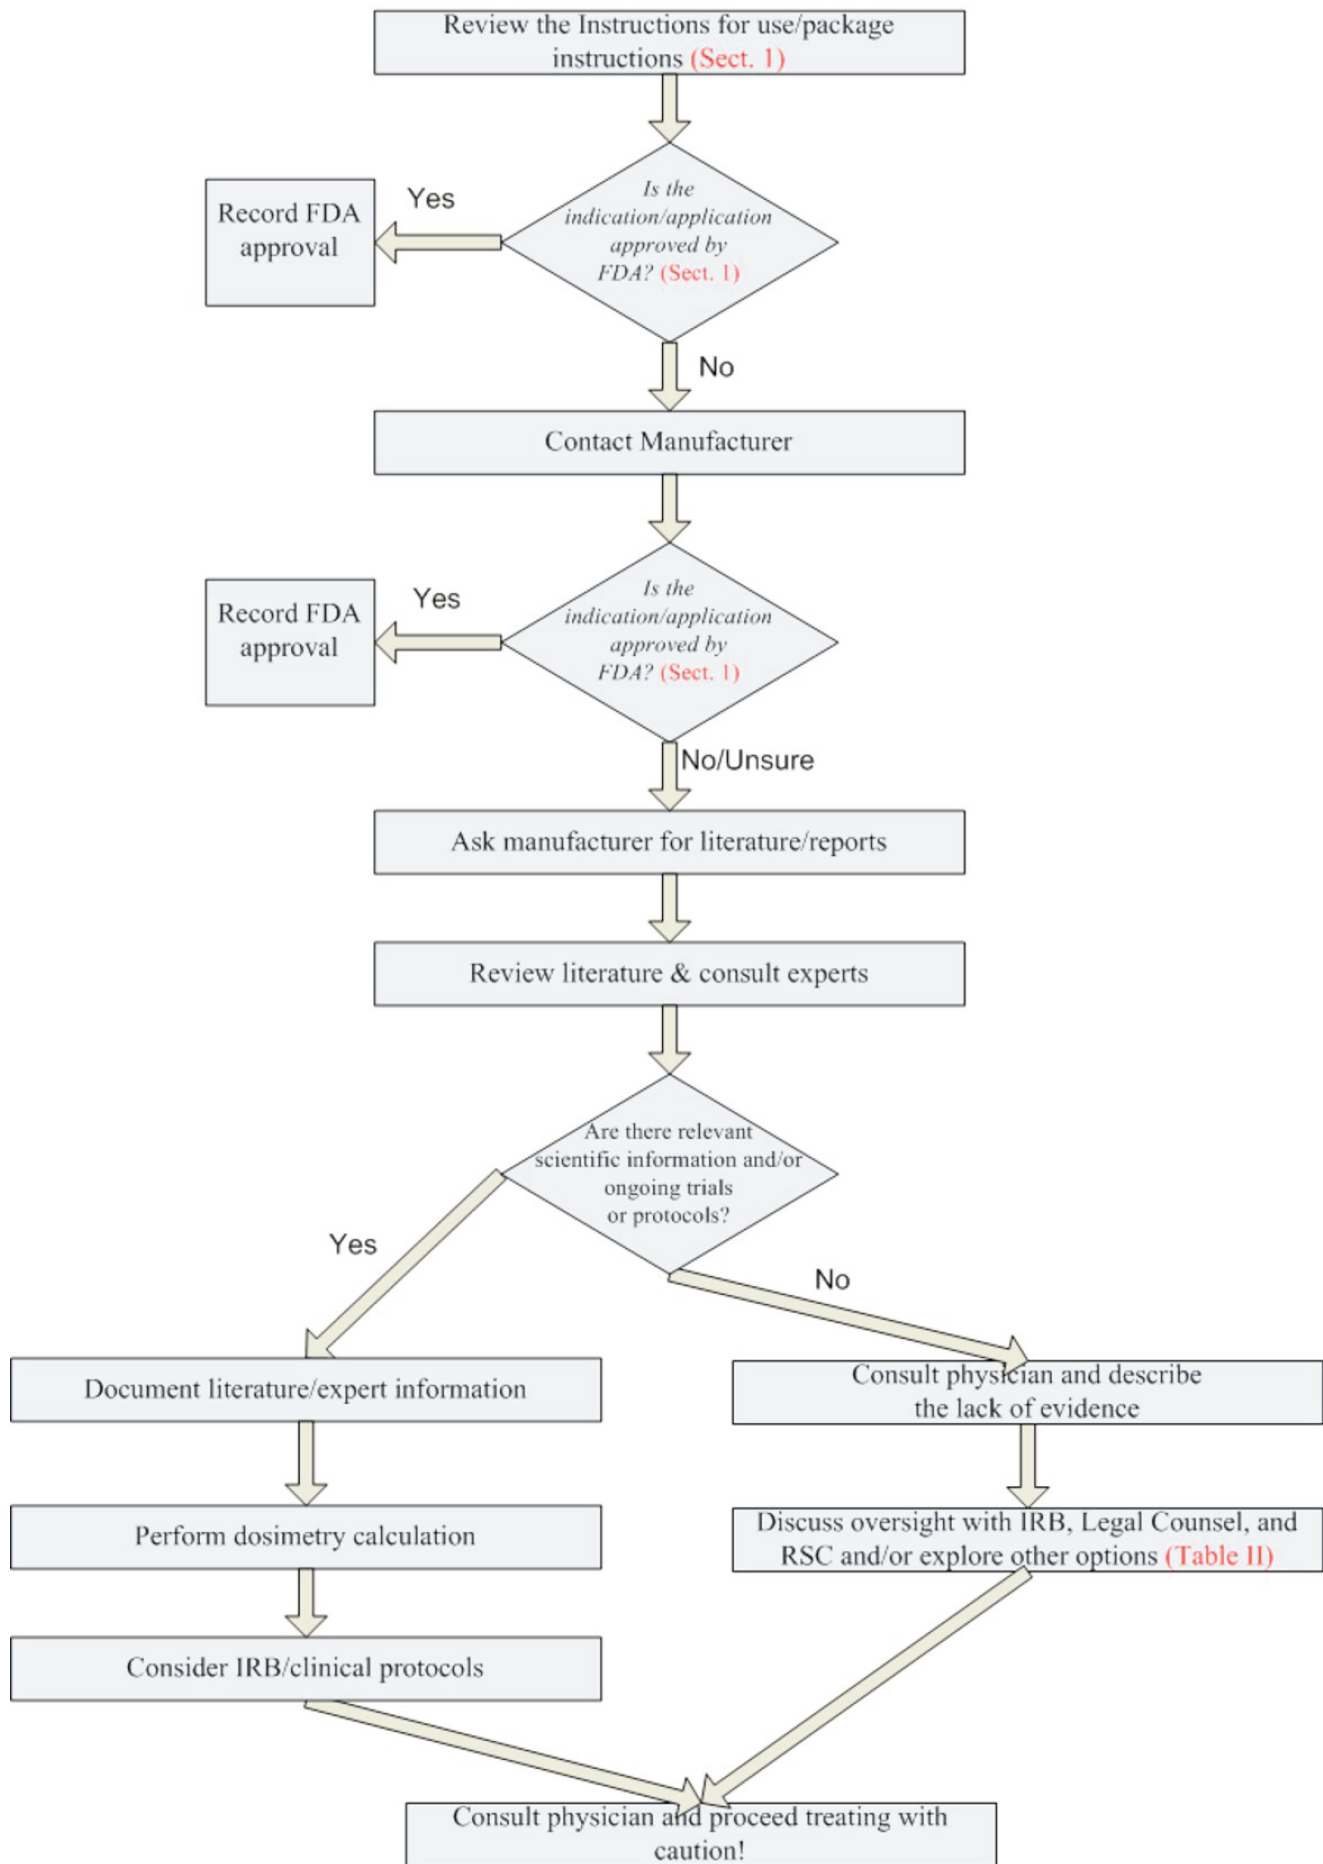 Review the Instructions for use/package
instructions (Sect. 1)
Is the
indication/application
approved by
FDA? (Sect. 1)
Yes
Record FDA
approval
No
Contact Manufacturer
Is the
indication/application
approved by
FDA? (Sect. 1)
Yes
Record FDA
approval
No/Unsure
Ask manufacturer for literature/reports
Review literature & consult experts
Are there relevant
scientific information and/or
ongoing trials
or protocols?
Yes
No
Document literature/expert information
Consult physician and describe
the lack of evidence
Perform dosimetry calculation
Discuss oversight with IRB, Legal Counsel, and
RSC and/or explore other options (Table II)
Consider IRB/clinical protocols
Consult physician and proceed treating with
caution!